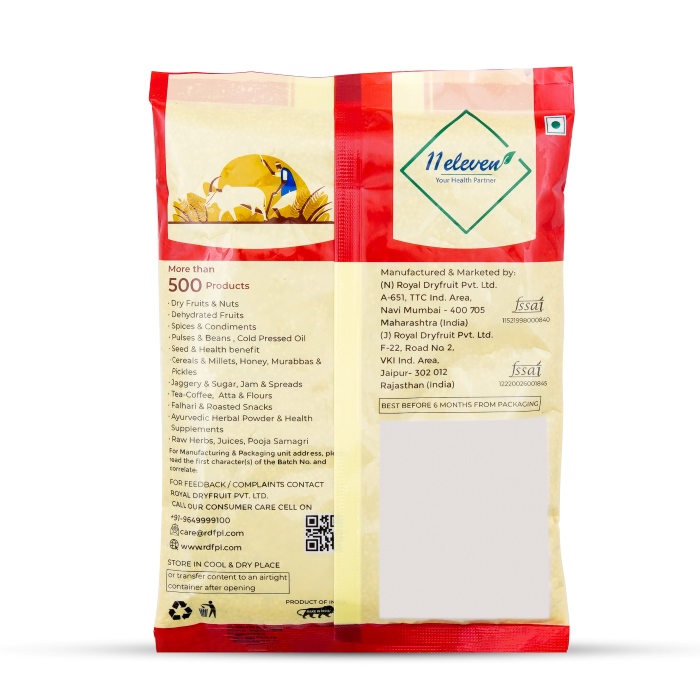 More than
500 Products
· Dry Fruits & Nuts
· Dehydrated Fruits
· Spices & Condiments
· Pulses & Beans , Cold Pressed Oil
· Seed & Health benefit
· Cereals & Millets, Honey, Murabbas &
Pickles
· Jaggery & Sugar, Jam & Spreads
· Tea-Coffee, Atta & Flours
· Falhari & Roasted Snacks
· Ayurvedic Herbal Powder & Health
Supplements
· Raw Herbs, Juices, Pooja Samagri
For Manufacturing & Packaging unit address,
read the first character(s) of the Batch No. and
correlate:
FOR FEEDBACK / COMPLAINTS CONTACT
ROYAL DRYFRUIT PVT. LTD.
CALL OUR CONSUMER CARE CELL ON
+91-9649999100
care@rdfpl.com
www.rdfpl.com
STORE IN COOL & DRY PLACE
or transfer content to an airtight
container after opening
PRODUCT OF
MAKE IN INDIA
11 eleven
Your Health Partner
Manufactured & Marketed by:
(N) Royal Dryfruit Pvt. Ltd.
A-651, TTC Ind. Area,
Navi Mumbai - 400 705
Maharashtra (India)
fssai
11521998000840
(J) Royal Dryfruit Pvt. Ltd.
F-22, Road No. 2,
VKI Ind. Area,
Jaipur- 302 012
Rajasthan (India)
fssai
12220026001845
BEST BEFORE 6 MONTHS FROM PACKAGING